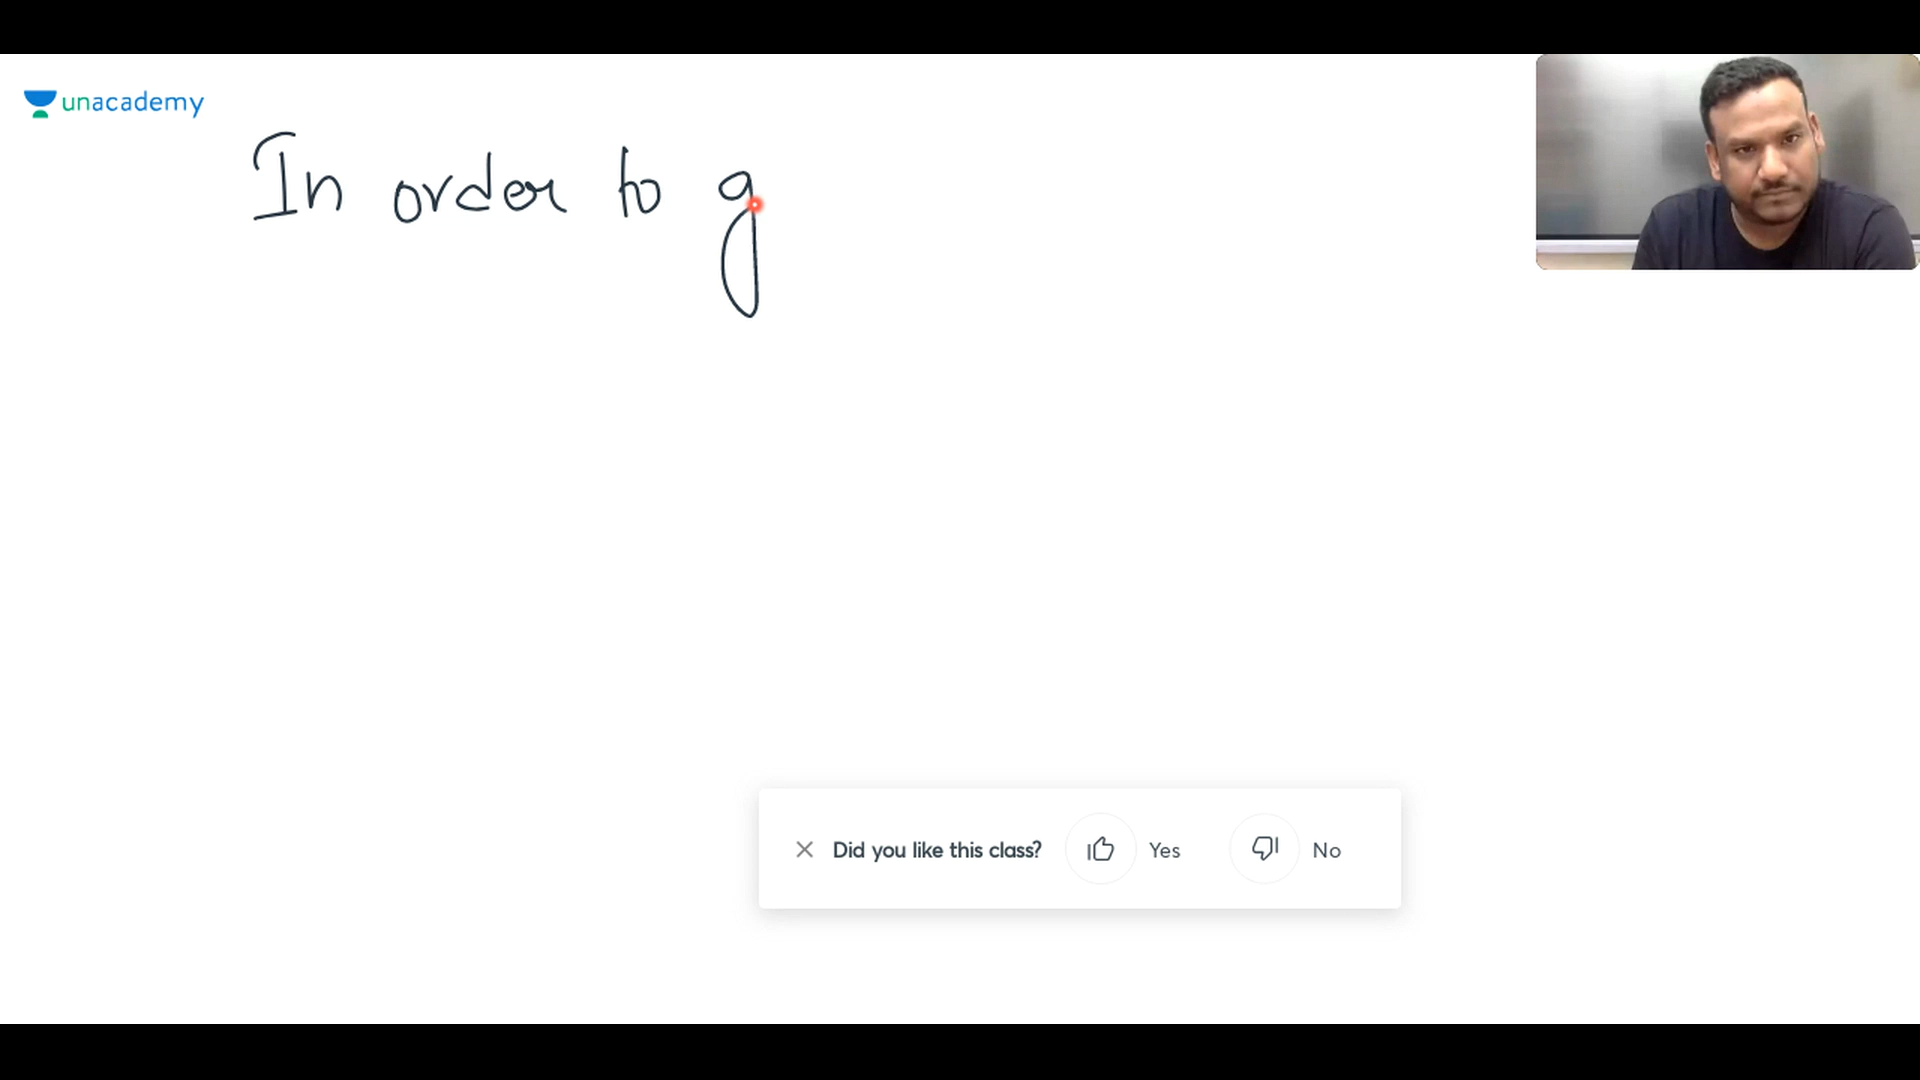 unacademy
In order to g
Did you like this class?
Yes
No